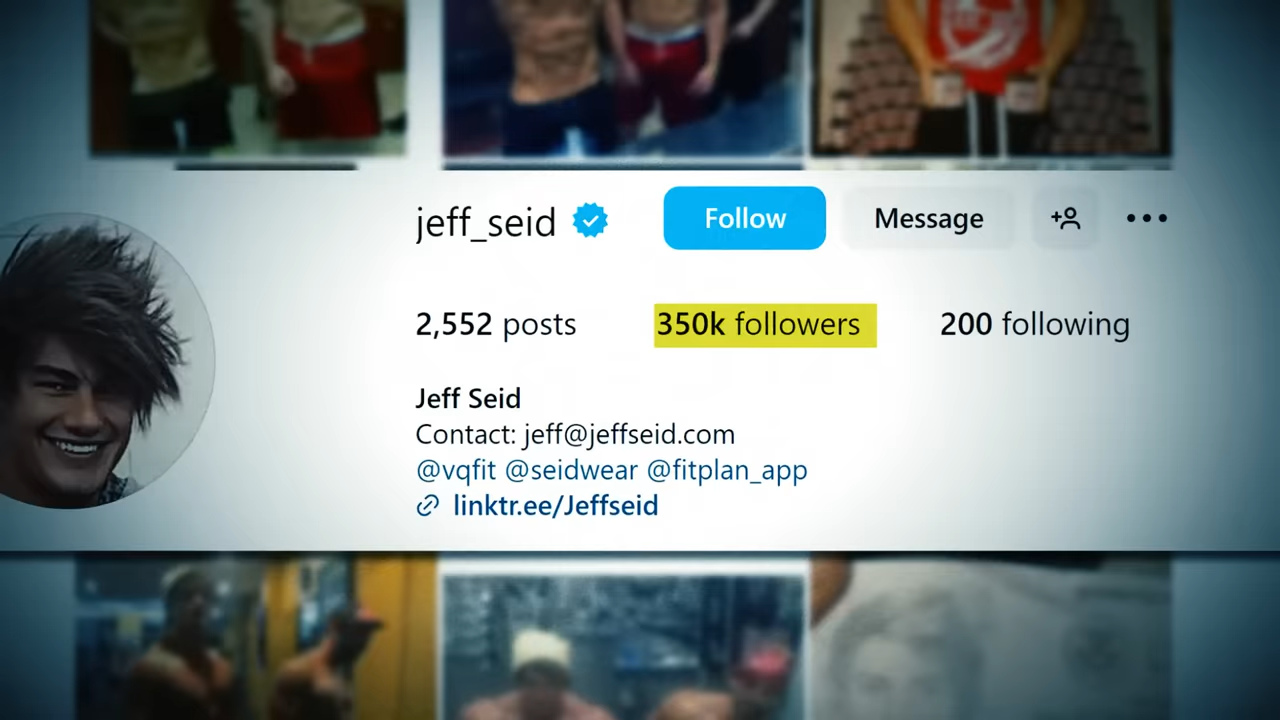 jeff_seid
Follow
Message
2,552 posts
350k followers
200 following
Jeff Seid
Contact: jeff@jeffseid.com
@vqfit @seidwear @fitplan_app
linktr.ee/Jeffseid